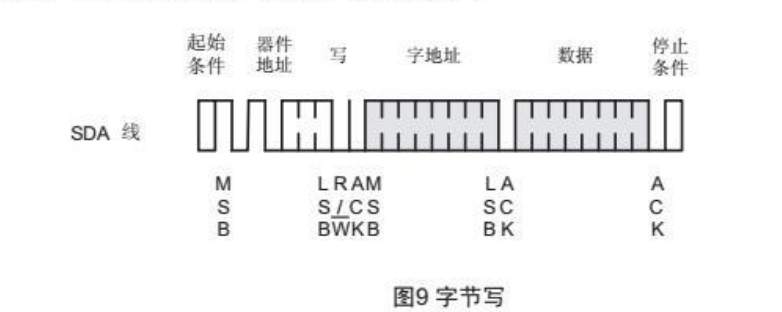 起始 器件 写 字地址 数据 停止
条件 地址 条件
SDA 线
M L R A M L A A
S S / C S S C C
B B W K B B K K
图9 字节写